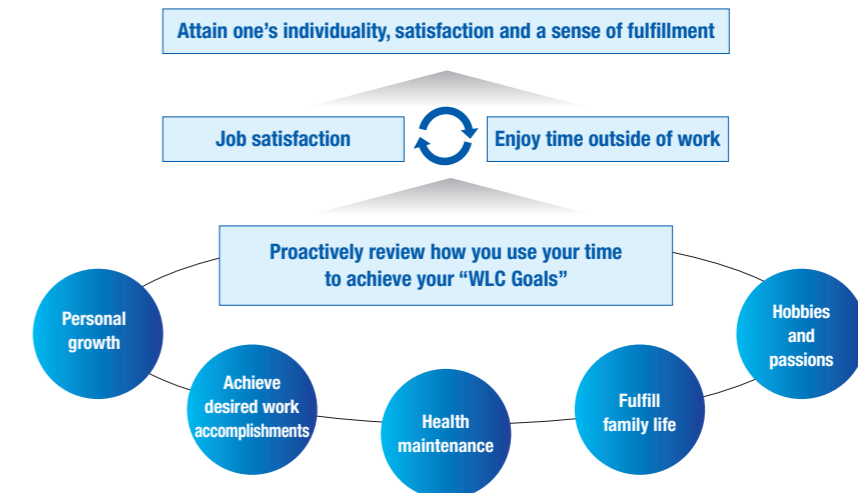 Attain one’s individuality, satisfaction and a sense of fulfillment
Job satisfaction
Enjoy time outside of work
Proactively review how you use your time
to achieve your “WLC Goals”
Personal
growth
Achieve
desired work
accomplishments
Health
maintenance
Fulfill
family life
Hobbies
and
passions